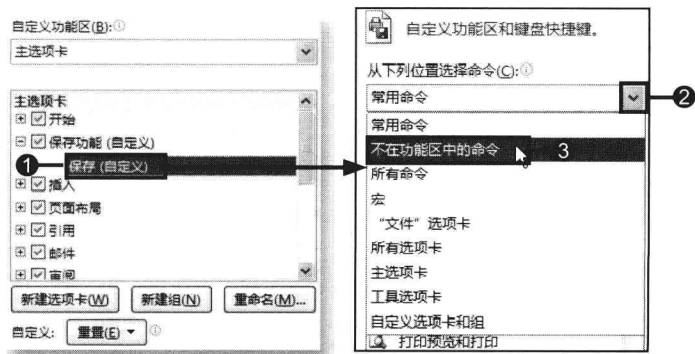 自定义功能区(B):
主选项卡
主选项卡
开始
保存功能 (自定义)
1
保存 (自定义)
插入
页面布局
引用
邮件
审阅
新建选项卡(W)
新建组(N)
重命名(M)...
自定义:
重置(E)
自定义功能区和键盘快捷键。
从下列位置选择命令(C):
常用命令
2
常用命令
不在功能区中的命令
3
所有命令
宏
“文件”选项卡
所有选项卡
主选项卡
工具选项卡
自定义选项卡和组
打印预览和打印